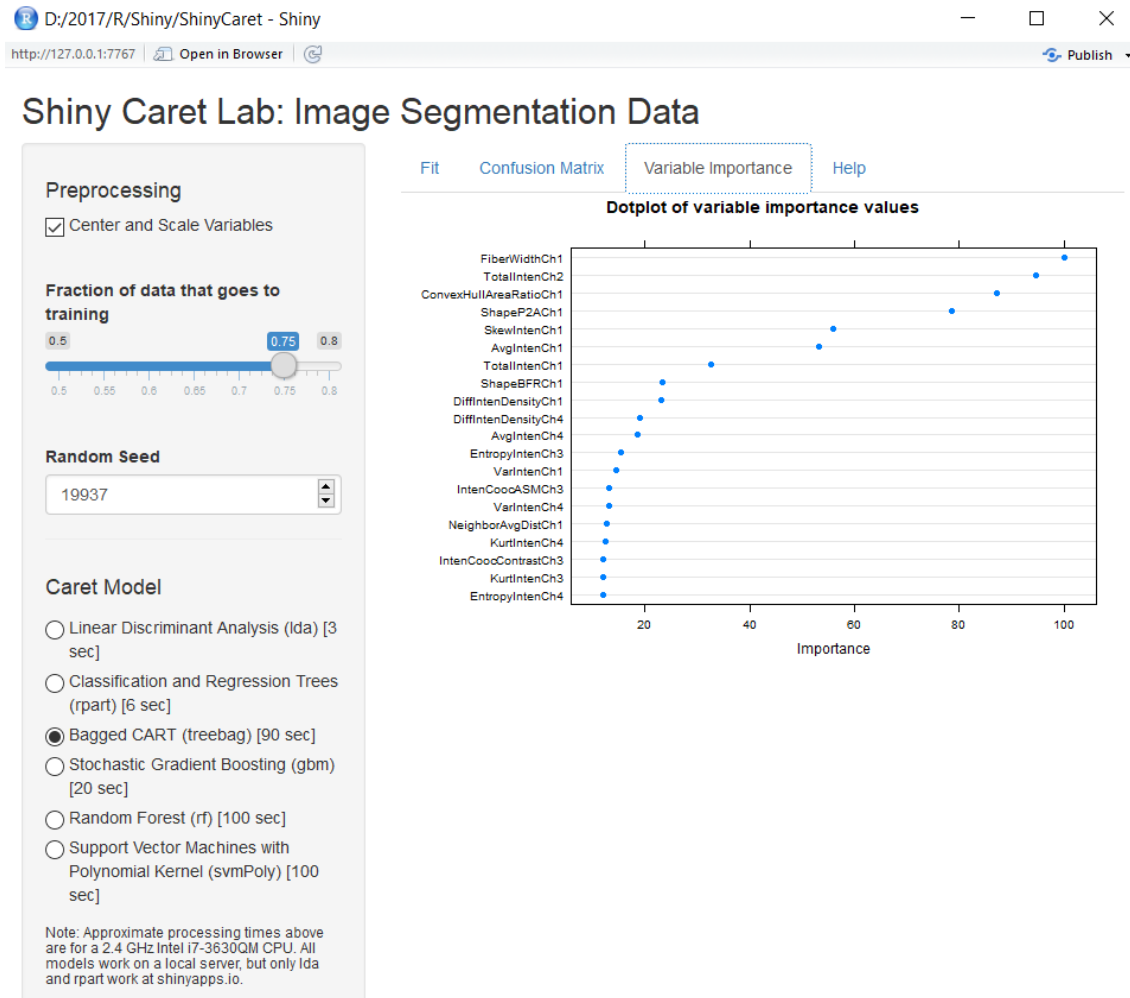 D:/2017/R/Shiny/ShinyCaret - Shiny
http://127.0.0.1:7767 Open in Browser Publish
Shiny Caret Lab: Image Segmentation Data
Preprocessing
Center and Scale Variables
Fraction of data that goes to
training
0.5 0.75 0.8
0.5 0.55 0.6 0.65 0.7 0.75 0.8
Random Seed
19937
Caret Model
Linear Discriminant Analysis (lda) [3
sec]
Classification and Regression Trees
(rpart) [6 sec]
Bagged CART (treebag) [90 sec]
Stochastic Gradient Boosting (gbm)
[20 sec]
Random Forest (rf) [100 sec]
Support Vector Machines with
Polynomial Kernel (svmPoly) [100
sec]
Note: Approximate processing times above
are for a 2.4 GHz Intel i7-3630QM CPU. All
models work on a local server, but only lda
and rpart work at shinyapps.io.
Fit Confusion Matrix Variable Importance Help
Dotplot of variable importance values
FiberWidthCh1
TotalIntenCh2
ConvexHullAreaRatioCh1
ShapeP2ACh1
SkewIntenCh1
AvgIntenCh1
TotalIntenCh1
ShapeBFRCh1
DiffIntenDensityCh1
DiffIntenDensityCh4
AvgIntenCh4
EntropyIntenCh3
VarIntenCh1
IntenCoocASMCh3
VarIntenCh4
NeighborAvgDistCh1
KurtIntenCh4
IntenCoocContrastCh3
KurtIntenCh3
EntropyIntenCh4
20 40 60 80 100
Importance